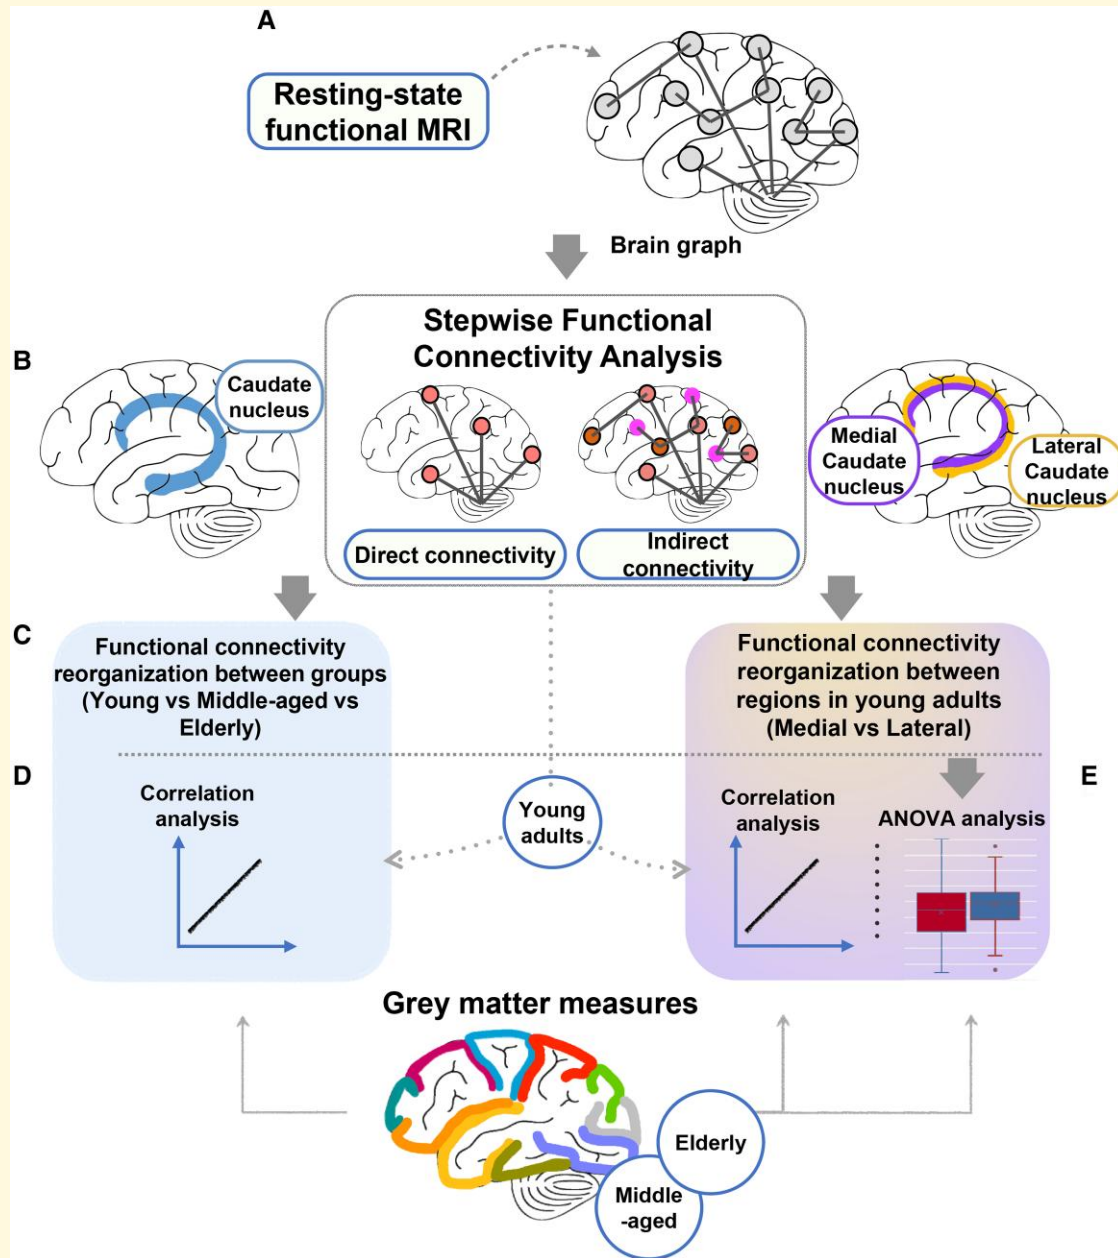 A
Resting-state
functional MRI
Brain graph
Stepwise Functional
Connectivity Analysis
B
Caudate
nucleus
Medial
Caudate
nucleus
Lateral
Caudate
nucleus
Direct connectivity
Indirect
connectivity
C
Functional connectivity
reorganization between groups
(Young vs Middle-aged vs
Elderly)
Functional connectivity
reorganization between
regions in young adults
(Medial vs Lateral)
D
Correlation
analysis
Young
adults
Correlation
analysis
ANOVA analysis
E
Grey matter measures
Elderly
Middle
-aged